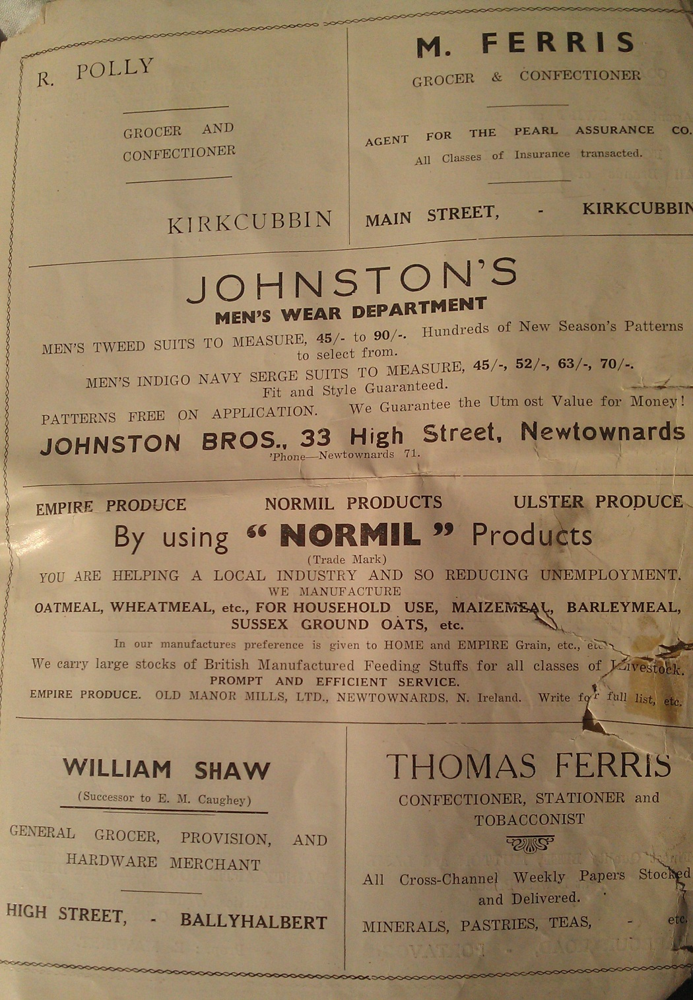 R. POLLY
GROCER AND
CONFECTIONER
KIRKCUBBIN
M. FERRIS
GROCER & CONFECTIONER
AGENT FOR THE PEARL ASSURANCE CO.
All Classes of Insurance transacted.
MAIN STREET, - KIRKCUBBIN
JOHNSTON'S
MEN'S WEAR DEPARTMENT
MEN'S TWEED SUITS TO MEASURE, 45/- to 90/-. Hundreds of New Season's Patterns
to select from.
MEN'S INDIGO NAVY SERGE SUITS TO MEASURE, 45/-, 52/-, 63/-, 70/-.
Fit and Style Guaranteed.
PATTERNS FREE ON APPLICATION. We Guarantee the Utm ost Value for Money!
JOHNSTON BROS., 33 High Street, Newtownards
'Phone—Newtownards 71.
EMPIRE PRODUCE NORMIL PRODUCTS ULSTER PRODUCE
By using "NORMIL" Products
(Trade Mark)
YOU ARE HELPING A LOCAL INDUSTRY AND SO REDUCING UNEMPLOYMENT.
WE MANUFACTURE
OATMEAL, WHEATMEAL, etc., FOR HOUSEHOLD USE, MAIZEMEAL, BARLEYMEAL,
SUSSEX GROUND OATS, etc.
In our manufactures preference is given to HOME and EMPIRE Grain, etc., etc.
We carry large stocks of British Manufactured Feeding Stuffs for all classes of Livestock.
PROMPT AND EFFICIENT SERVICE.
EMPIRE PRODUCE. OLD MANOR MILLS, LTD., NEWTOWNARDS, N. Ireland. Write for full list, etc.
WILLIAM SHAW
(Successor to E. M. Caughey)
GENERAL GROCER, PROVISION, AND
HARDWARE MERCHANT
HIGH STREET, - BALLYHALBERT
THOMAS FERRIS
CONFECTIONER, STATIONER and
TOBACCONIST
All Cross-Channel Weekly Papers Stocked
and Delivered.
MINERALS, PASTRIES, TEAS, - etc.